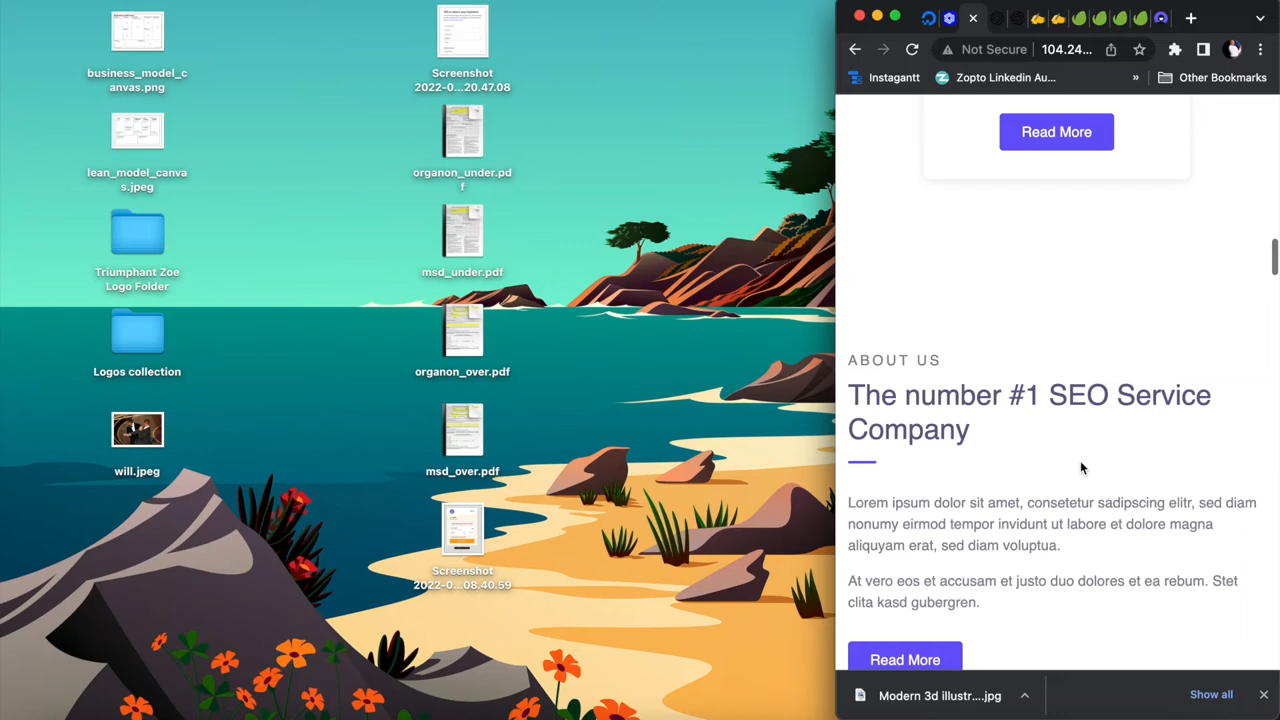 business_model_c
anvas.png
lean_model_canva
s.jpeg
Triumphant Zoe
Logo Folder
Logos collection
will.jpeg
Screenshot
2022-0...20.47.08
organon_under.pd
f
msd_under.pdf
organon_over.pdf
msd_over.pdf
Screenshot
2022-0...08.40.59
Not Secure
104.24...
Instagantt
Zopto Linkedin Au...
»
Other Bookmarks
Read More
ABOUT US
The number #1 SEO Service
Company
Lorem ipsum dolor sit amet, consetetur sadipscing elitr, sed diam
nonu eirmod tempor invidunt ut labore et dolore magna
aliquyam erat, sed diam voluptua.
At vero eos et accusam et justo duo dolores et ea rebum. Stet
clita kasd gubergren.
Read More
Modern 3d illustr....jpg
Show all